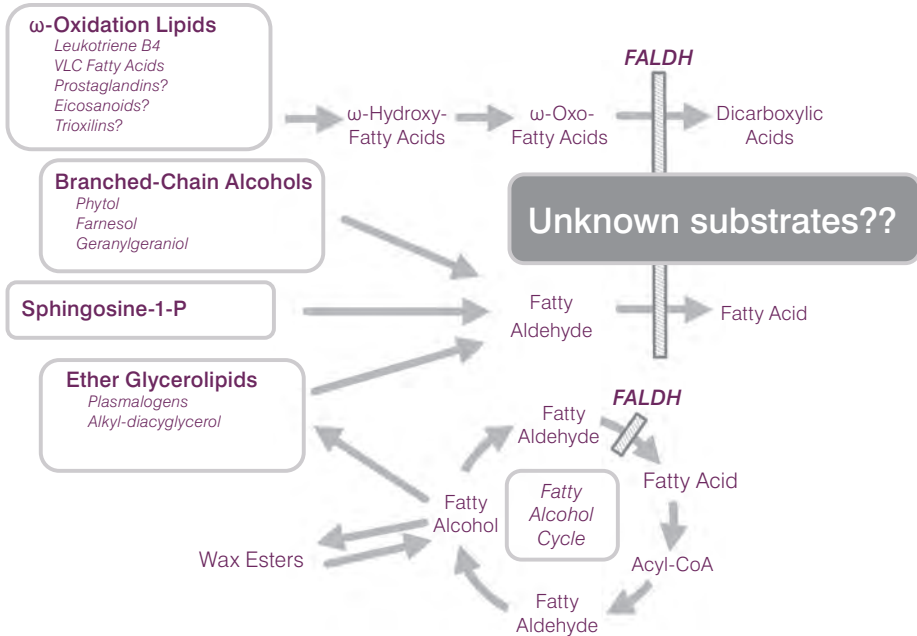 ω-Oxidation Lipids
Leukotriene B4
VLC Fatty Acids
Prostaglandins?
Eicosanoids?
Trioxilins?
FALDH
ω-Hydroxy-
Fatty Acids
ω-Oxo-
Fatty Acids
Dicarboxylic
Acids
Branched-Chain Alcohols
Phytol
Farnesol
Geranylgeraniol
Unknown substrates??
Sphingosine-1-P
Fatty
Aldehyde
Fatty Acid
Ether Glycerolipids
Plasmalogens
Alkyl-diacyglycerol
FALDH
Fatty
Aldehyde
Fatty Acid
Fatty
Alcohol
Fatty
Alcohol
Cycle
Wax Esters
Acyl-CoA
Fatty
Aldehyde